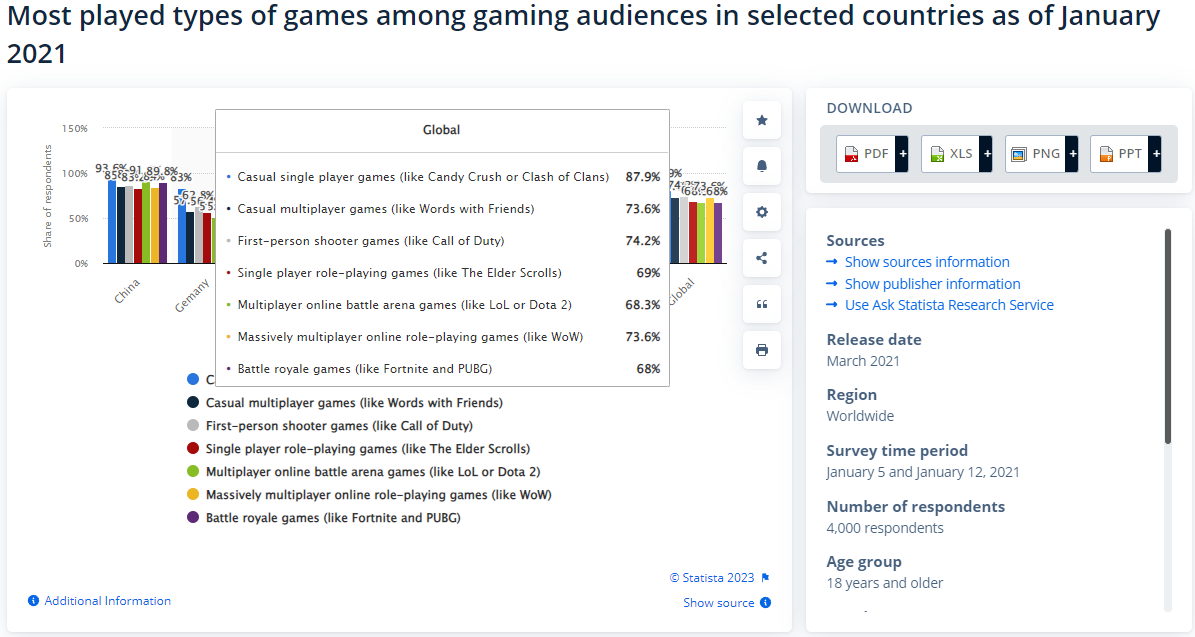 Most played types of games among gaming audiences in selected countries as of January
2021
Share of respondents
150%
100%
50%
0%
93.6%
89.8%
83%
62.8%
73.6%
68%
China
Gemany
Global
Global
Casual single player games (like Candy Crush or Clash of Clans) 87.9%
Casual multiplayer games (like Words with Friends) 73.6%
First-person shooter games (like Call of Duty) 74.2%
Single player role-playing games (like The Elder Scrolls) 69%
Multiplayer online battle arena games (like LoL or Dota 2) 68.3%
Massively multiplayer online role-playing games (like WoW) 73.6%
Battle royale games (like Fortnite and PUBG) 68%
Casual multiplayer games (like Words with Friends)
First-person shooter games (like Call of Duty)
Single player role-playing games (like The Elder Scrolls)
Multiplayer online battle arena games (like LoL or Dota 2)
Massively multiplayer online role-playing games (like WoW)
Battle royale games (like Fortnite and PUBG)
© Statista 2023
Additional Information
Show source
DOWNLOAD
PDF + XLS + PNG + PPT +
Sources
→ Show sources information
→ Show publisher information
→ Use Ask Statista Research Service
Release date
March 2021
Region
Worldwide
Survey time period
January 5 and January 12, 2021
Number of respondents
4,000 respondents
Age group
18 years and older